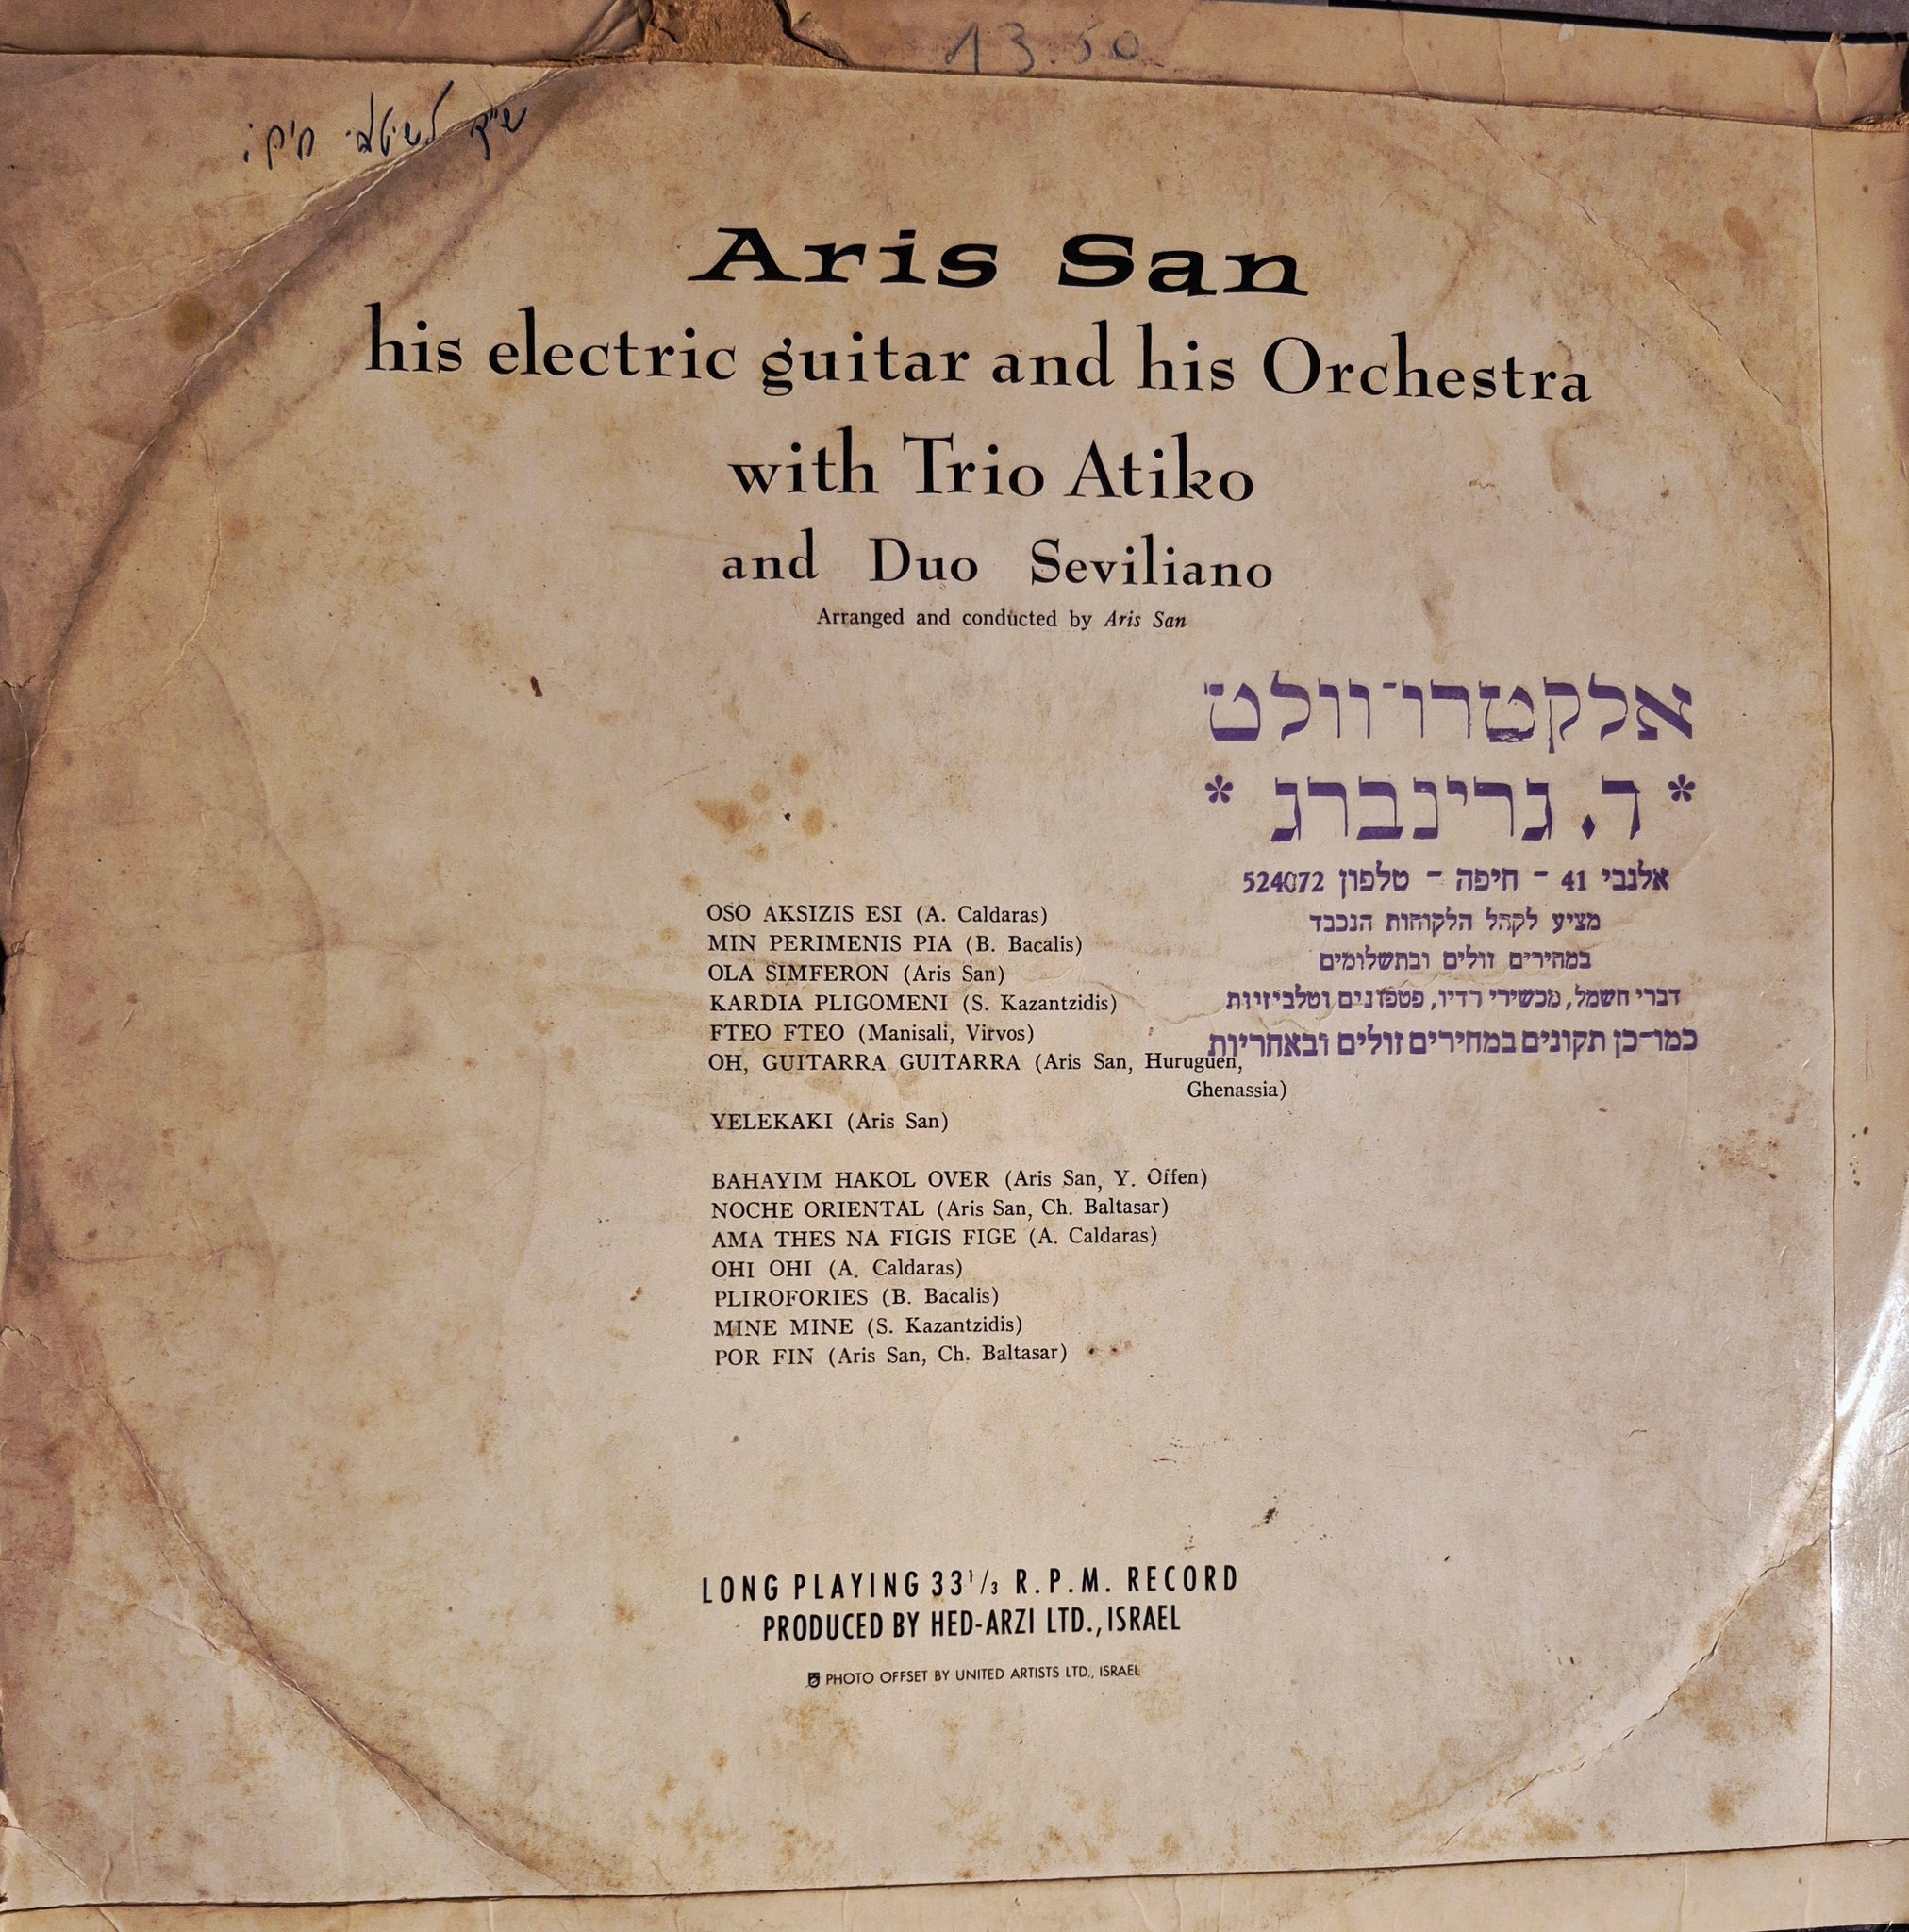 13.50
שייך
Aris San
his electric guitar and his Orchestra
with Trio Atiko
and Duo Seviliano
Arranged and conducted by Aris San
אלקטרו־וולט
* ד. גרינברג *
אלנבי 41 - חיפה - טלפון 524072
מציע לקהל הלקוחות הנכבד
במחירים זולים ובתשלומים
דברי חשמל, מכשירי רדיו, פטפונים וטלביזיות
כמו־כן תקונים במחירים זולים ובאחריות
OSO AKSIZIS ESI (A. Caldaras)
MIN PERIMENIS PIA (B. Bacalis)
OLA SIMFERON (Aris San)
KARDIA PLIGOMENI (S. Kazantzidis)
FTEO FTEO (Manisali, Virvos)
OH, GUITARRA GUITARRA (Aris San, Huruguen,
Ghenassia)
YELEKAKI (Aris San)
BAHAYIM HAKOL OVER (Aris San, Y. Offen)
NOCHE ORIENTAL (Aris San, Ch. Baltasar)
AMA THES NA FIGIS FIGE (A. Caldaras)
OHI OHI (A. Caldaras)
PLIROFORIES (B. Bacalis)
MINE MINE (S. Kazantzidis)
POR FIN (Aris San, Ch. Baltasar)
LONG PLAYING 33 1/3 R.P.M. RECORD
PRODUCED BY HED-ARZI LTD., ISRAEL
PHOTO OFFSET BY UNITED ARTISTS LTD., ISRAEL